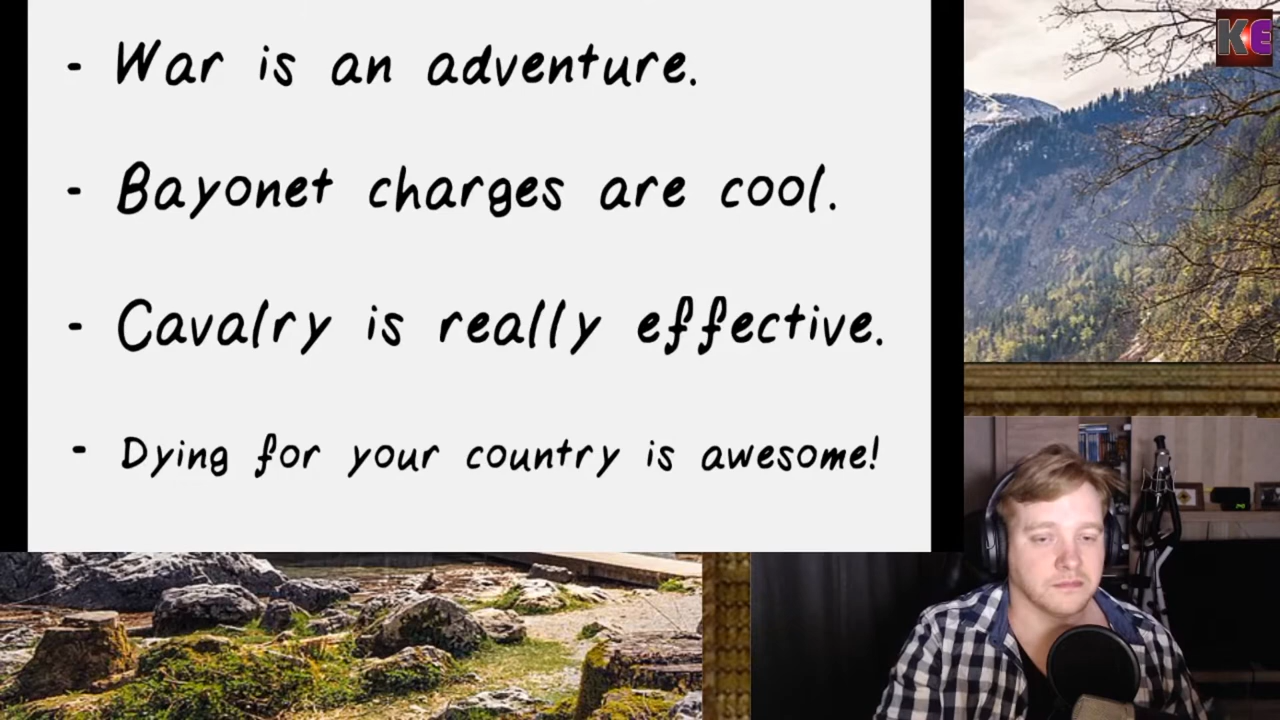 - War is an adventure.
- Bayonet charges are cool.
- Cavalry is really effective.
- Dying for your country is awesome!
KE